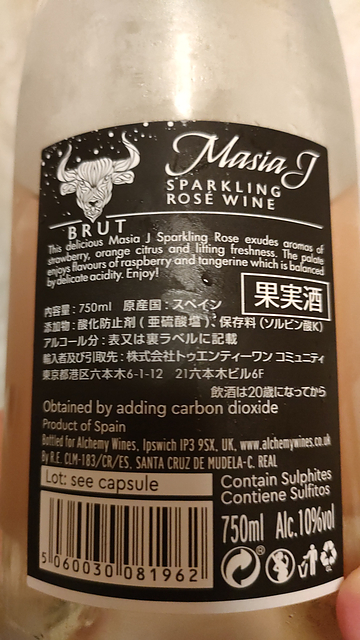 Masia J
SPARKLING
ROSÉ WINE
BRUT
This delicious Masia J Sparkling Rose exudes aromas of
strawberry, orange citrus and lifting freshness. The palate
enjoys flavours of raspberry and tangerine which is balanced
by delicate acidity. Enjoy!
果実酒
内容量：750ml 原産国：スペイン
添加物：酸化防止剤（亜硫酸塩）、保存料（ソルビン酸K）
アルコール分：表又は裏ラベルに記載
輸入者及び引取先：株式会社トゥエンティーワン コミュニティ
東京都港区六本木6-1-12 21六本木ビル6F
飲酒は20歳になってから
Obtained by adding carbon dioxide
Product of Spain
Bottled for Alchemy Wines, Ipswich IP3 9SX, UK, www.alchemywines.co.uk
By R.E. CLM-183/CR/ES, SANTA CRUZ DE MUDELA-C. REAL
Lot: see capsule
Contain Sulphites
Contiene Sulfitos
750ml Alc.10%vol
5 060030 081962